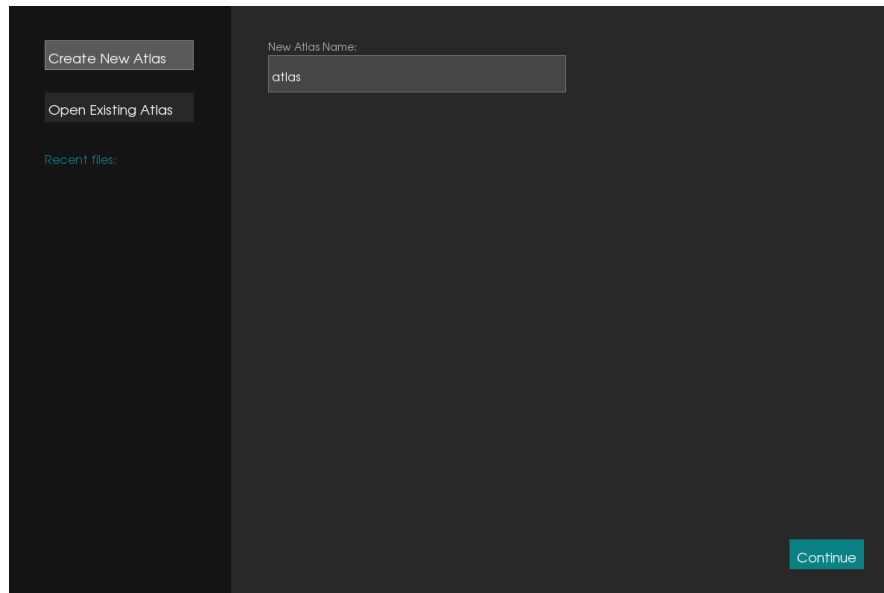 Create New Atlas
Open Existing Atlas
Recent files:
New Atlas Name:
atlas
Continue